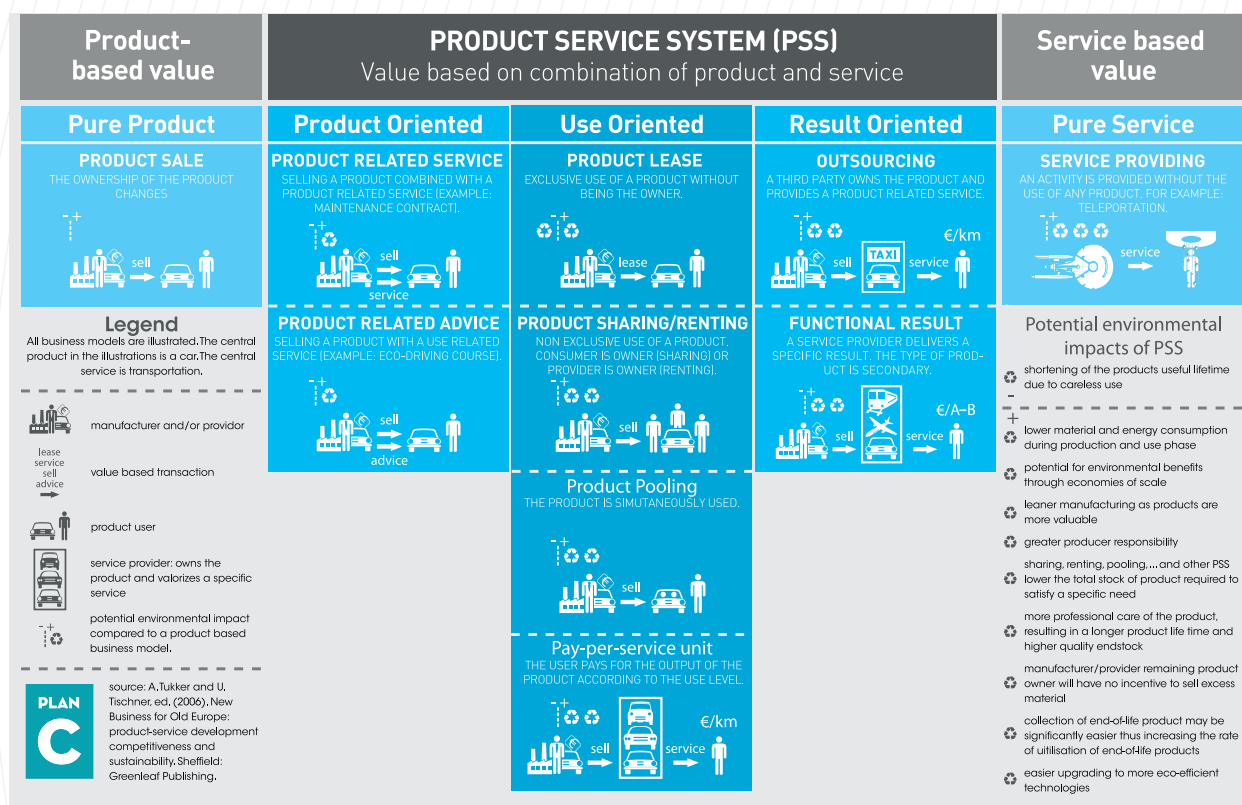 Product-
based value
PRODUCT SERVICE SYSTEM (PSS)
Value based on combination of product and service
Service based
value
Pure Product
Product Oriented
Use Oriented
Result Oriented
Pure Service
PRODUCT SALE
THE OWNERSHIP OF THE PRODUCT
CHANGES
- +
sell
PRODUCT RELATED SERVICE
SELLING A PRODUCT COMBINED WITH A
PRODUCT RELATED SERVICE (EXAMPLE:
MAINTENANCE CONTRACT).
- +
sell
service
PRODUCT LEASE
EXCLUSIVE USE OF A PRODUCT WITHOUT
BEING THE OWNER.
- +
lease
OUTSOURCING
A THIRD PARTY OWNS THE PRODUCT AND
PROVIDES A PRODUCT RELATED SERVICE.
- +
€/km
sell
TAXI
service
SERVICE PROVIDING
AN ACTIVITY IS PROVIDED WITHOUT THE
USE OF ANY PRODUCT. FOR EXAMPLE:
TELEPORTATION.
- +
service
PRODUCT RELATED ADVICE
SELLING A PRODUCT WITH A USE RELATED
SERVICE (EXAMPLE: ECO-DRIVING COURSE).
- +
sell
advice
PRODUCT SHARING/RENTING
NON EXCLUSIVE USE OF A PRODUCT.
CONSUMER IS OWNER (SHARING) OR
PROVIDER IS OWNER (RENTING).
- +
sell
FUNCTIONAL RESULT
A SERVICE PROVIDER DELIVERS A
SPECIFIC RESULT. THE TYPE OF PROD-
UCT IS SECONDARY.
- +
€/A-B
sell
service
Product Pooling
THE PRODUCT IS SIMUTANEOUSLY USED.
- +
sell
Pay-per-service unit
THE USER PAYS FOR THE OUTPUT OF THE
PRODUCT ACCORDING TO THE USE LEVEL.
- +
€/km
sell
service
Legend
All business models are illustrated. The central
product in the illustrations is a car. The central
service is transportation.
manufacturer and/or providor
lease
service
sell
advice
value based transaction
product user
service provider: owns the
product and valorizes a specific
service
- +
potential environmental impact
compared to a product based
business model.
PLAN
C
source: A.Tukker and U.
Tischner, ed. (2006). New
Business for Old Europe:
product-service development
competitiveness and
sustainability. Sheffield:
Greenleaf Publishing.
Potential environmental
impacts of PSS
shortening of the products useful lifetime
due to careless use
-
+
lower material and energy consumption
during production and use phase
potential for environmental benefits
through economies of scale
leaner manufacturing as products are
more valuable
greater producer responsibility
sharing, renting, pooling, ... and other PSS
lower the total stock of product required to
satisfy a specific need
more professional care of the product,
resulting in a longer product life time and
higher quality endstock
manufacturer/provider remaining product
owner will have no incentive to sell excess
material
collection of end-of-life product may be
significantly easier thus increasing the rate
of uitilisation of end-of-life products
easier upgrading to more eco-efficient
technologies